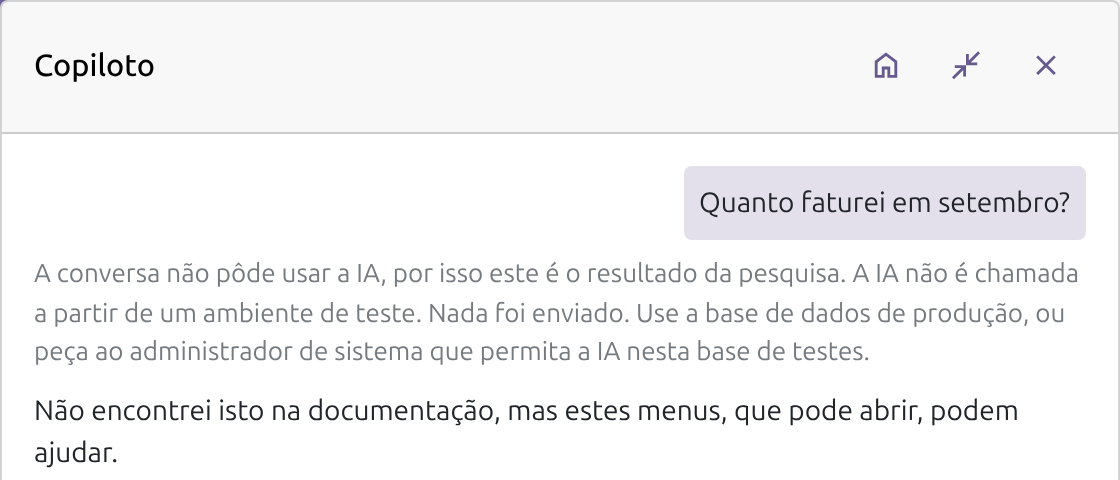 Copiloto
Quanto faturei em setembro?
A conversa não pôde usar a IA, por isso este é o resultado da pesquisa. A IA não é chamada
a partir de um ambiente de teste. Nada foi enviado. Use a base de dados de produção, ou
peça ao administrador de sistema que permita a IA nesta base de testes.
Não encontrei isto na documentação, mas estes menus, que pode abrir, podem
ajudar.